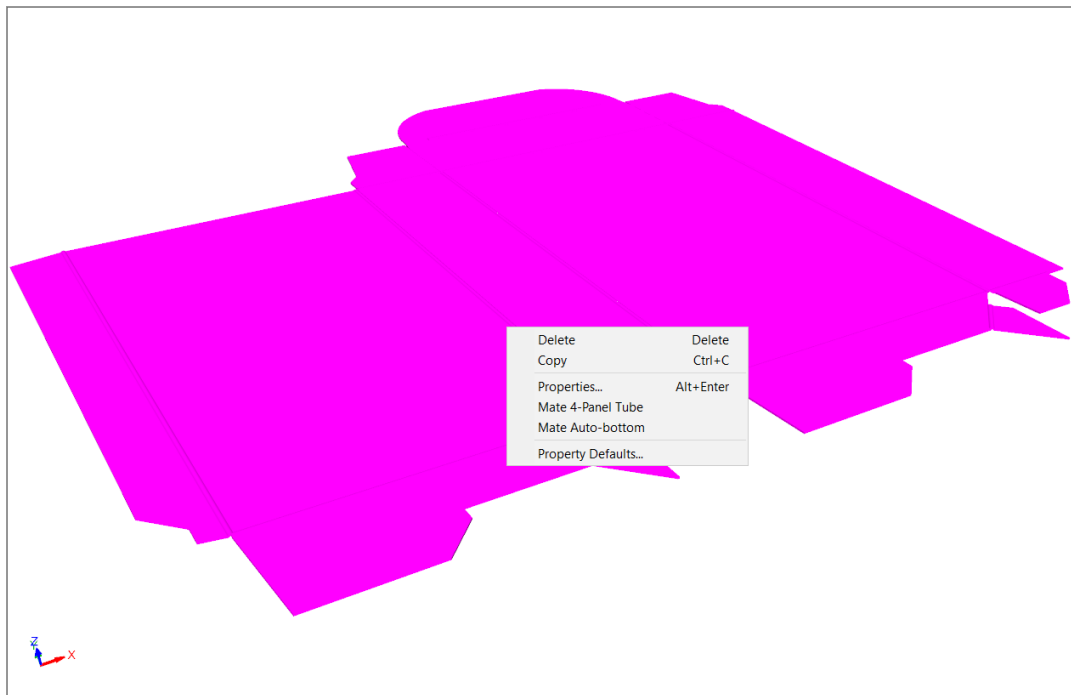 Delete Delete
Copy Ctrl+C
Properties... Alt+Enter
Mate 4-Panel Tube
Mate Auto-bottom
Property Defaults...
Z
X